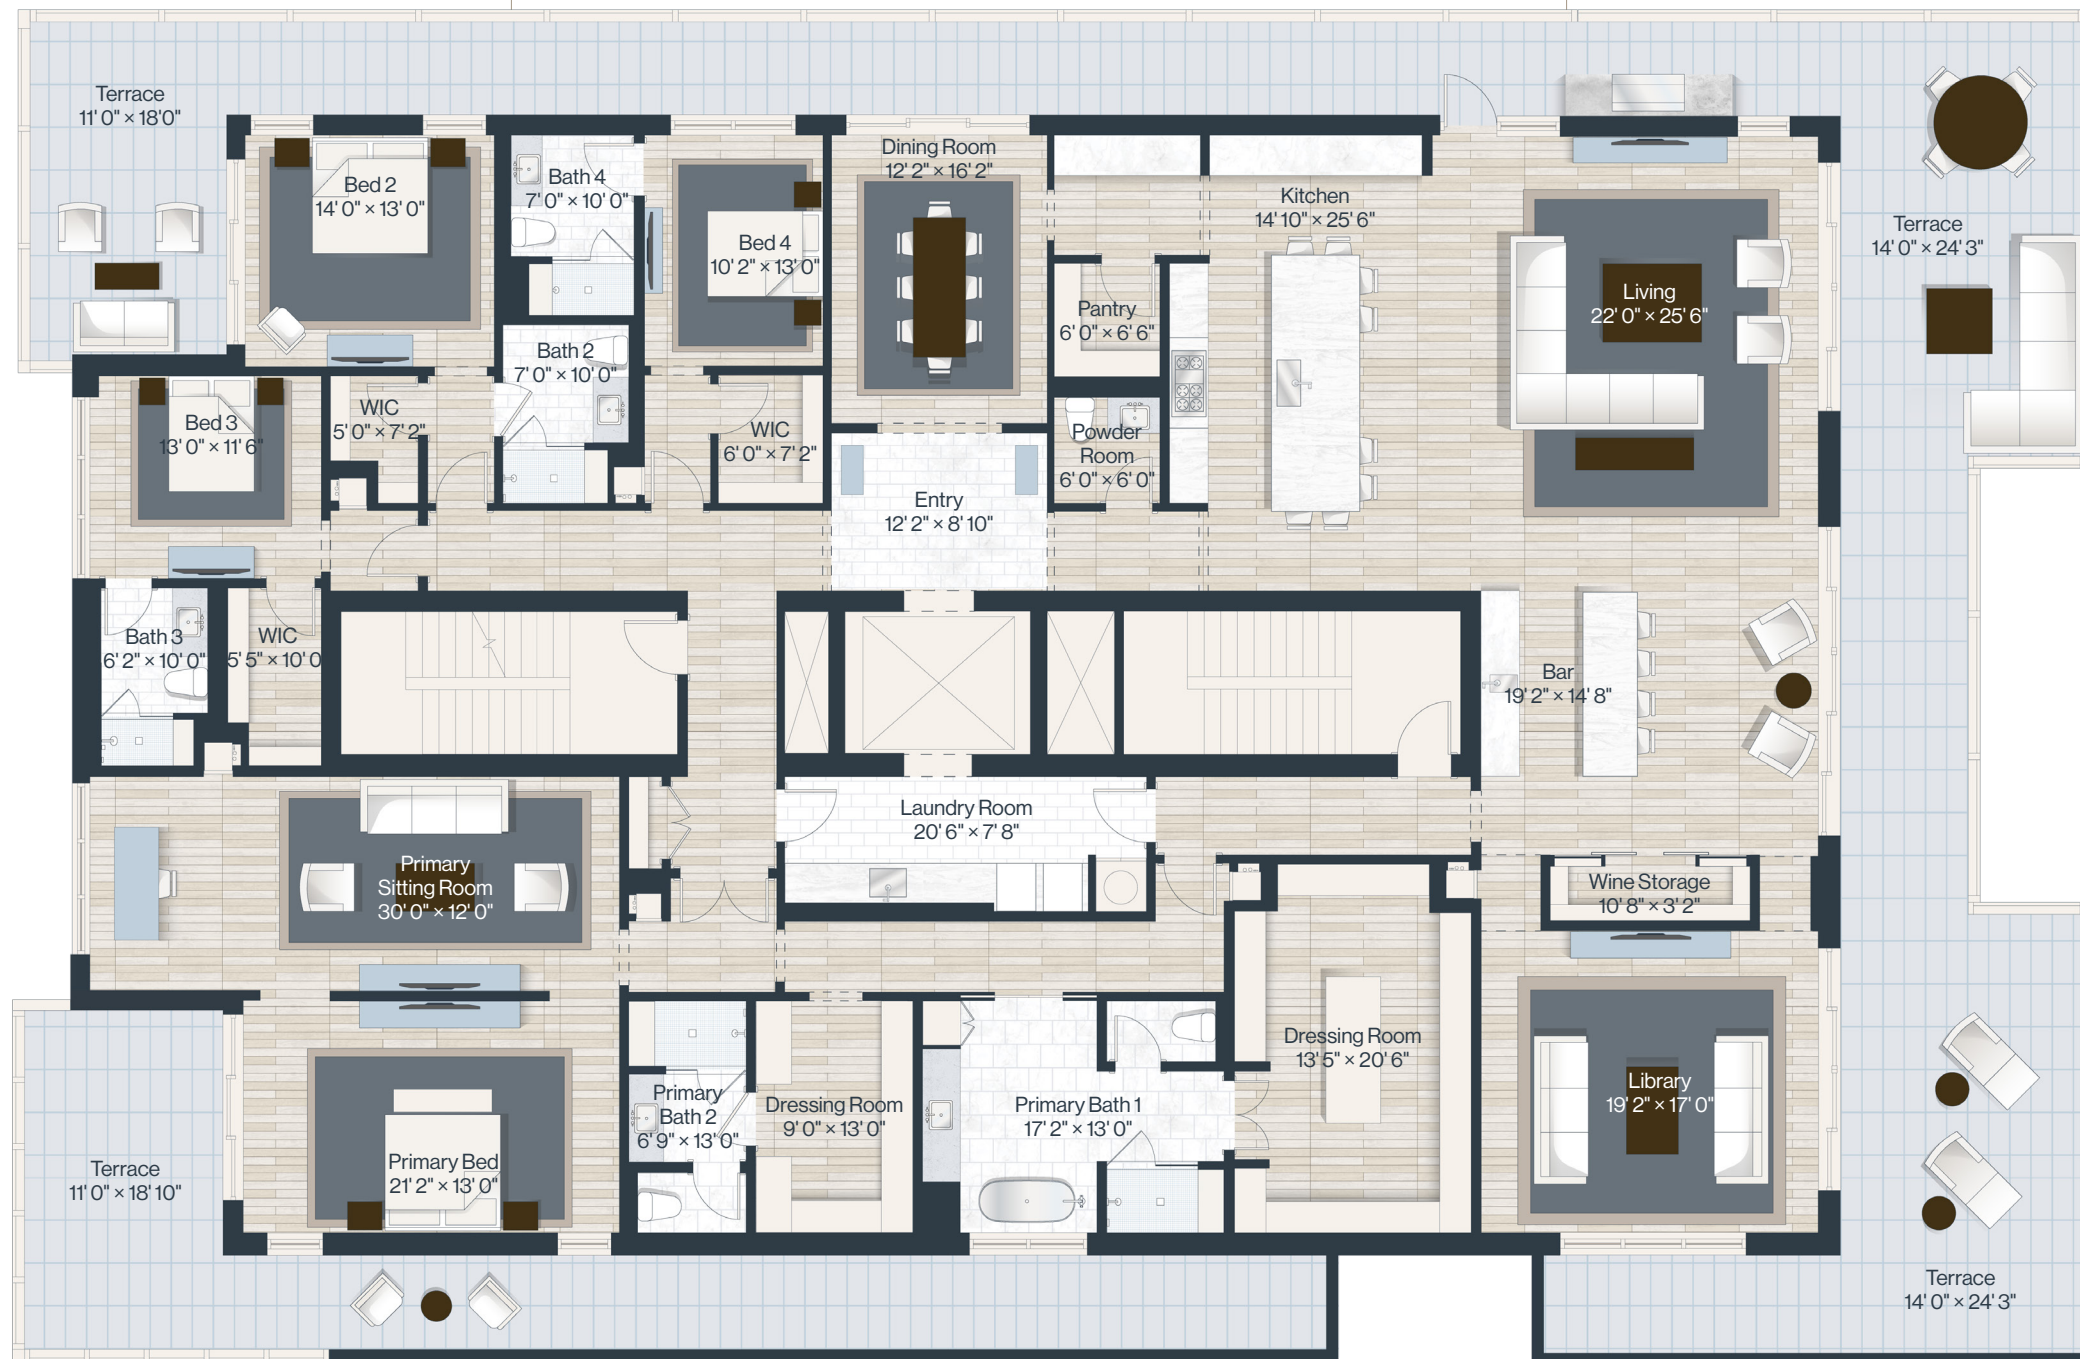 Terrace
11' 0" × 18'0"
Bed 2
14' 0" × 13' 0"
Bath 4
7' 0" × 10' 0"
Bed 4
10' 2" × 13' 0"
Dining Room
12' 2" × 16' 2"
Kitchen
14' 10" × 25' 6"
Living
22' 0" × 25' 6"
Terrace
14' 0" × 24' 3"
Pantry
6' 0" × 6' 6"
Bath 2
7' 0" × 10' 0"
Bed 3
13' 0" × 11' 6"
WIC
5' 0" × 7' 2"
WIC
6' 0" × 7' 2"
Powder
Room
6' 0" × 6' 0"
Entry
12' 2" × 8' 10"
Bath 3
6' 2" × 10' 0"
WIC
5' 5" × 10' 0
Bar
19' 2" × 14' 8"
Laundry Room
20' 6" × 7' 8"
Primary
Sitting Room
30' 0" × 12' 0"
Wine Storage
10' 8" × 3' 2"
Dressing Room
13' 5" × 20' 6"
Library
19' 2" × 17' 0"
Primary
Bath 2
6' 9" × 13' 0"
Dressing Room
9' 0" × 13' 0"
Primary Bath 1
17' 2" × 13' 0"
Primary Bed
21' 2" × 13' 0"
Terrace
11' 0" × 18' 10"
Terrace
14' 0" × 24' 3"